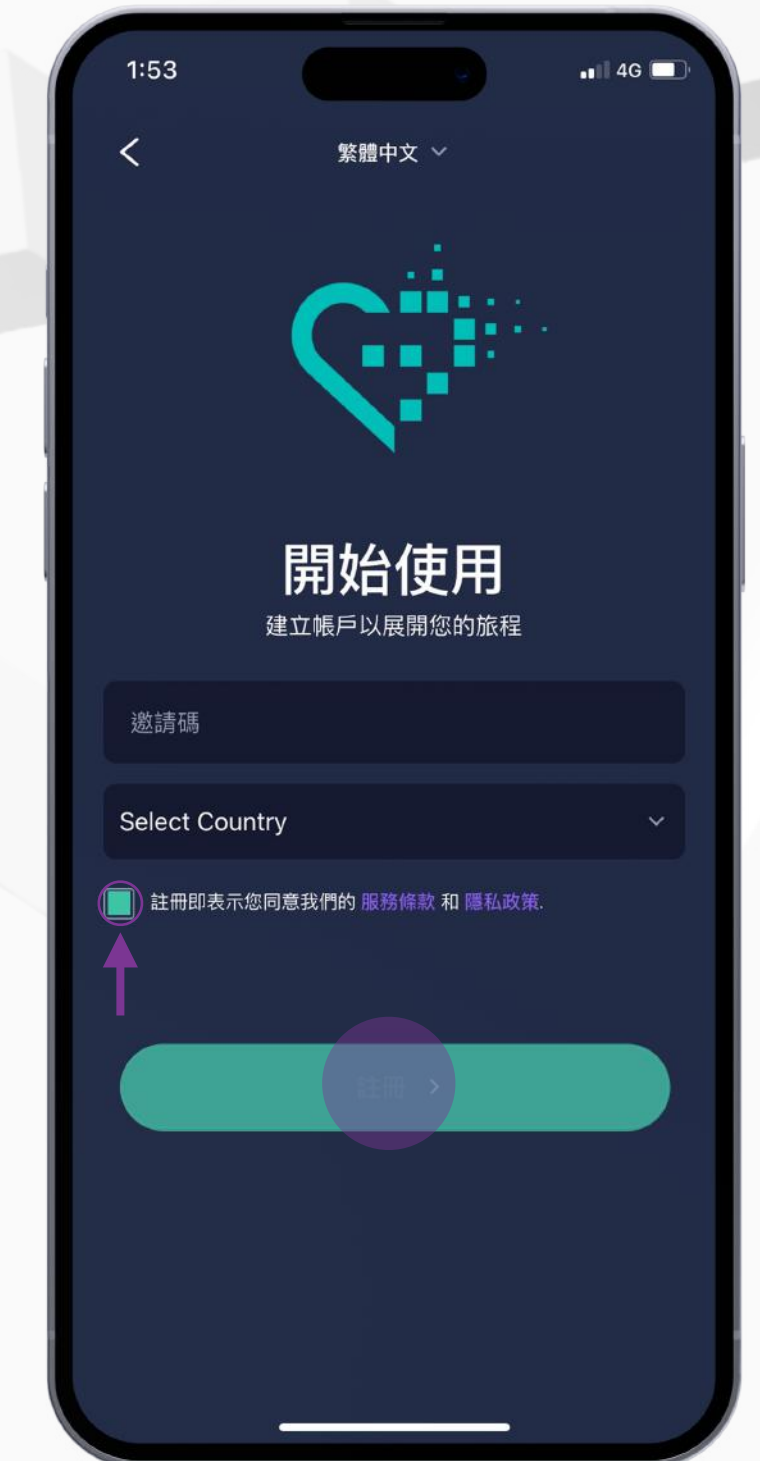 1:53
4G
繁體中文
開始使用
建立帳戶以展開您的旅程
邀請碼
Select Country
註冊即表示您同意我們的 服務條款 和 隱私政策.
註冊 >